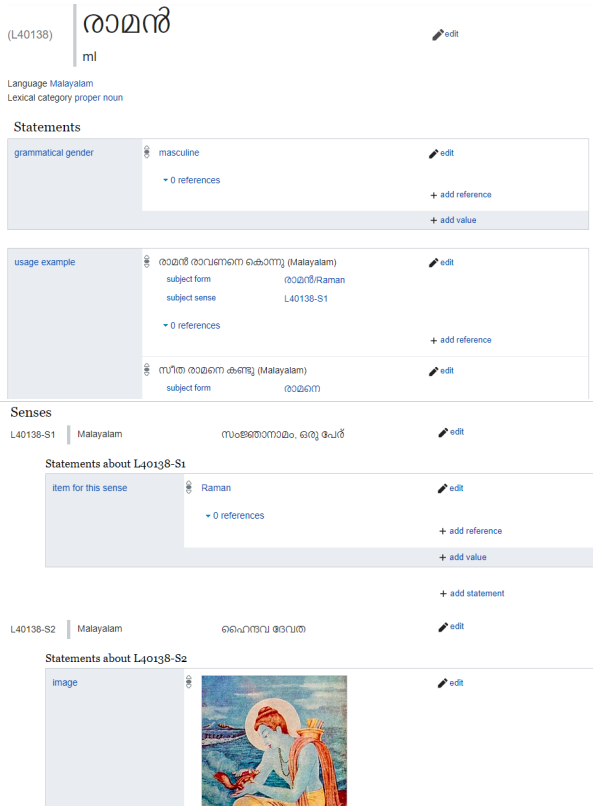 (L40138) രാമൻ edit
ml
Language Malayalam
Lexical category proper noun
Statements
grammatical gender masculine edit
0 references
+ add reference
+ add value
usage example രാമൻ രാവണനെ കൊന്നു (Malayalam) edit
subject form രാമൻ/Raman
subject sense L40138-S1
0 references
+ add reference
സീത രാമനെ കണ്ടു (Malayalam) edit
subject form രാമനെ
Senses
L40138-S1 Malayalam സംജ്ഞാനാമം, ഒരു പേര് edit
Statements about L40138-S1
item for this sense Raman edit
0 references
+ add reference
+ add value
+ add statement
L40138-S2 Malayalam ഹൈന്ദവ ദേവത edit
Statements about L40138-S2
image edit